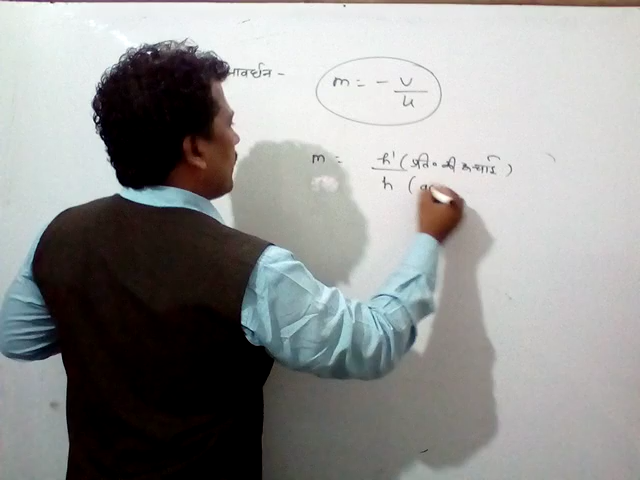 आवर्धन -
m = - v/u
m = h' (प्रति० की ऊंचाई)
h (व